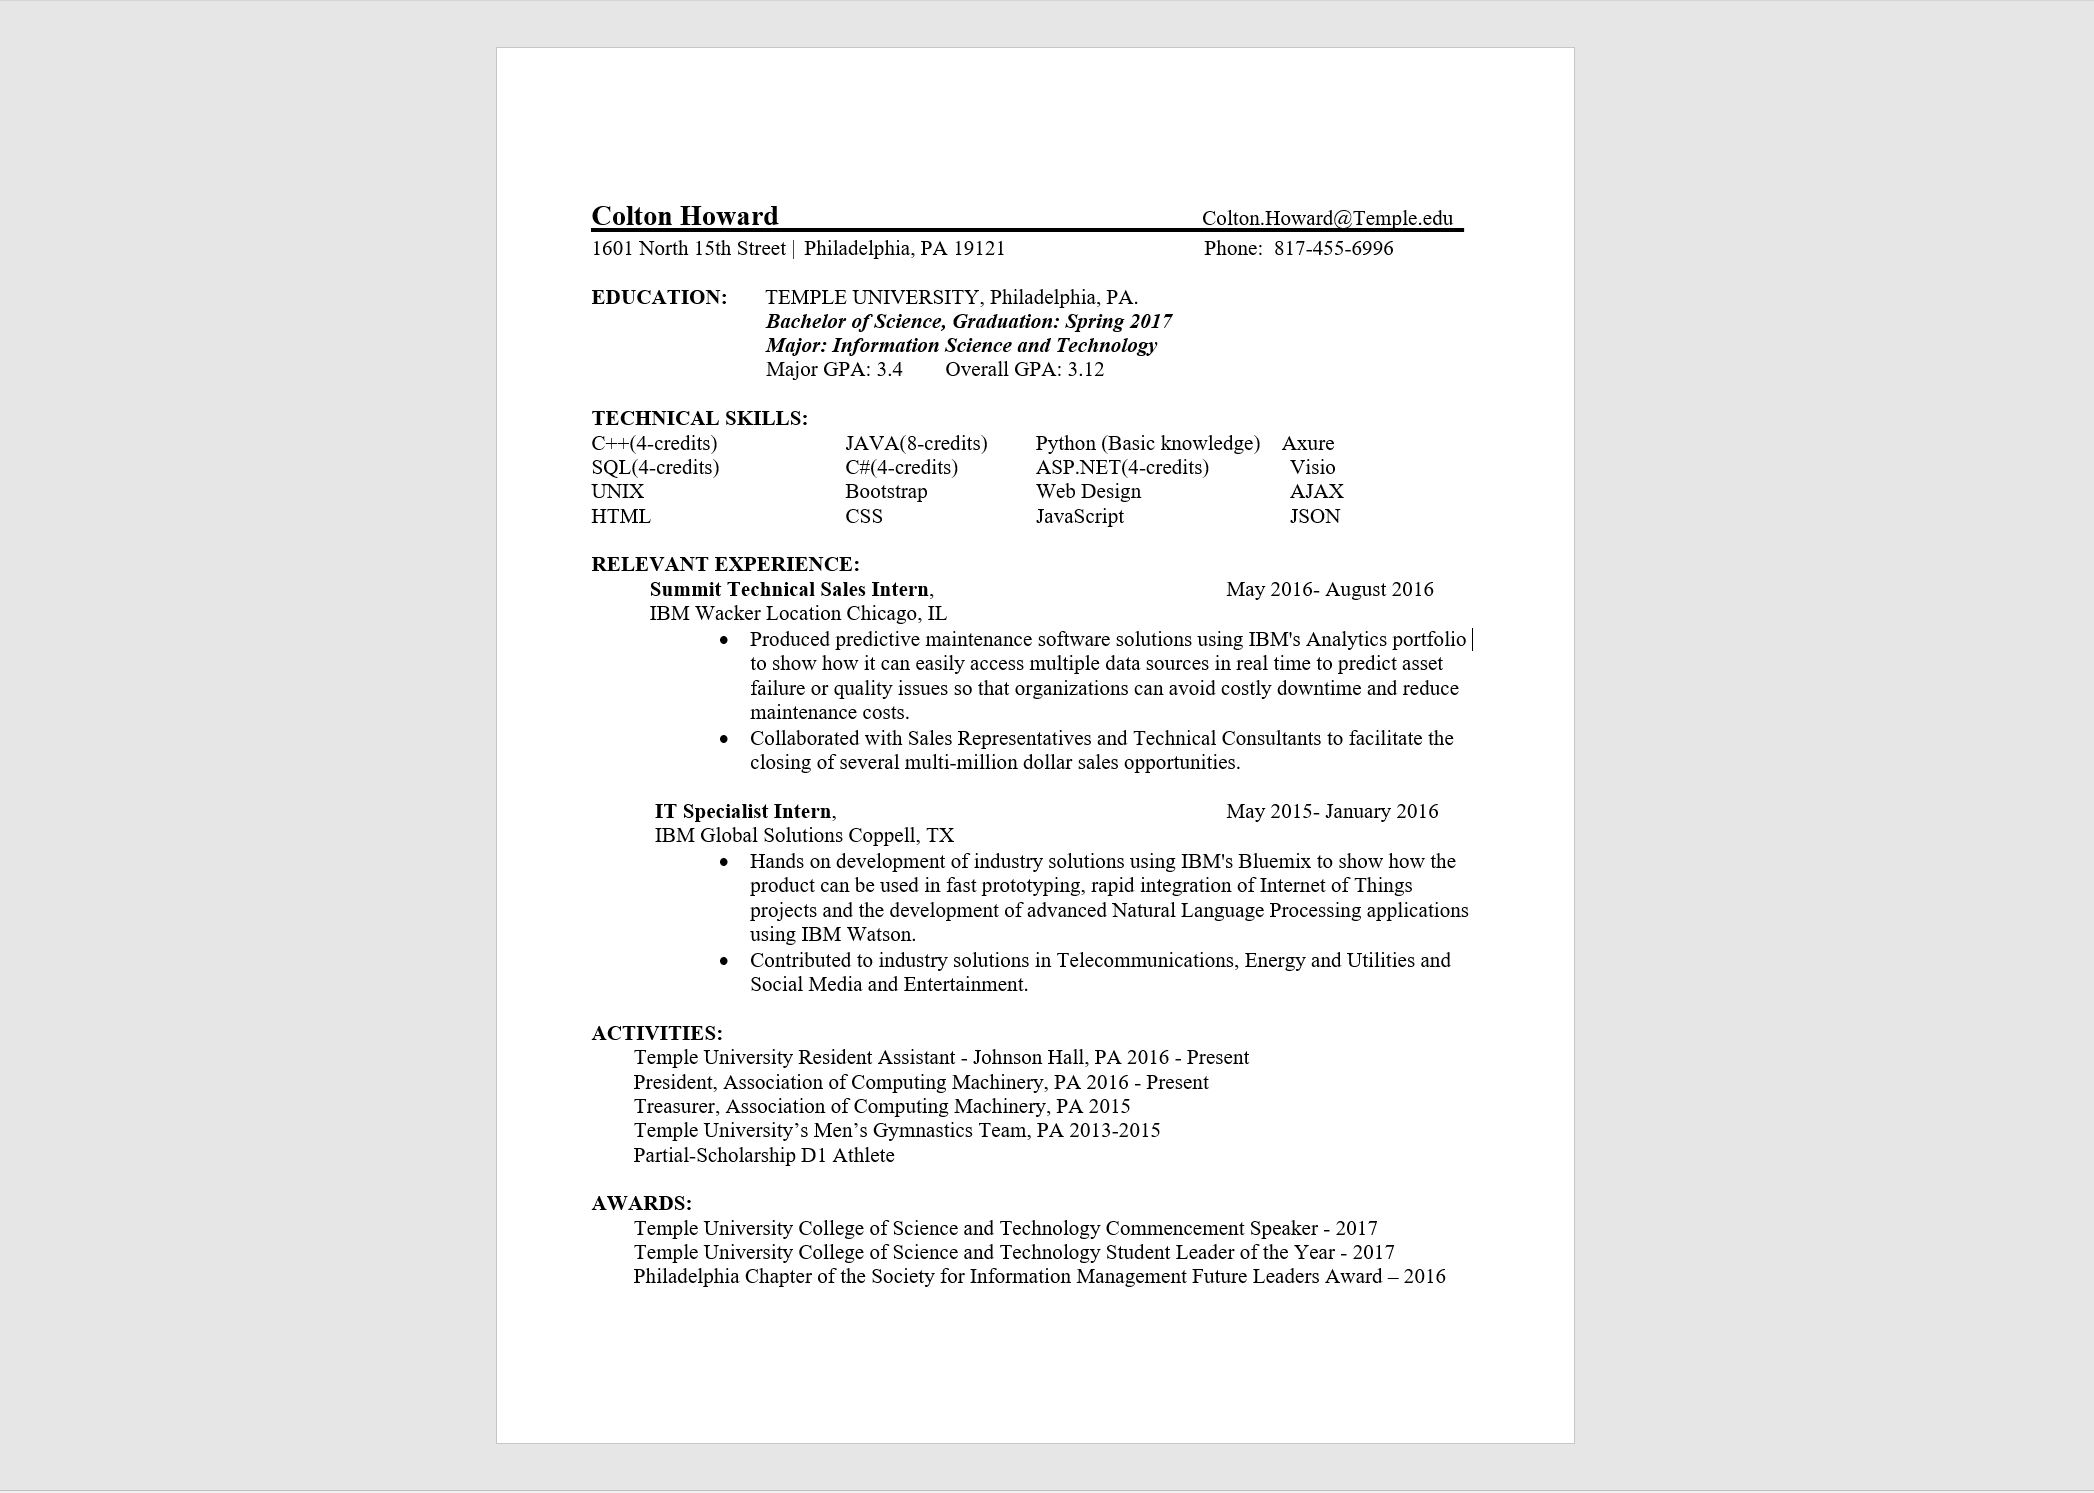 Colton Howard Colton.Howard@Temple.edu
1601 North 15th Street | Philadelphia, PA 19121 Phone: 817-455-6996
EDUCATION: TEMPLE UNIVERSITY, Philadelphia, PA.
Bachelor of Science, Graduation: Spring 2017
Major: Information Science and Technology
Major GPA: 3.4 Overall GPA: 3.12
TECHNICAL SKILLS:
C++(4-credits) JAVA(8-credits) Python (Basic knowledge) Axure
SQL(4-credits) C#(4-credits) ASP.NET(4-credits) Visio
UNIX Bootstrap Web Design AJAX
HTML CSS JavaScript JSON
RELEVANT EXPERIENCE:
Summit Technical Sales Intern, May 2016- August 2016
IBM Wacker Location Chicago, IL
• Produced predictive maintenance software solutions using IBM's Analytics portfolio
to show how it can easily access multiple data sources in real time to predict asset
failure or quality issues so that organizations can avoid costly downtime and reduce
maintenance costs.
• Collaborated with Sales Representatives and Technical Consultants to facilitate the
closing of several multi-million dollar sales opportunities.
IT Specialist Intern, May 2015- January 2016
IBM Global Solutions Coppell, TX
• Hands on development of industry solutions using IBM's Bluemix to show how the
product can be used in fast prototyping, rapid integration of Internet of Things
projects and the development of advanced Natural Language Processing applications
using IBM Watson.
• Contributed to industry solutions in Telecommunications, Energy and Utilities and
Social Media and Entertainment.
ACTIVITIES:
Temple University Resident Assistant - Johnson Hall, PA 2016 - Present
President, Association of Computing Machinery, PA 2016 - Present
Treasurer, Association of Computing Machinery, PA 2015
Temple University’s Men’s Gymnastics Team, PA 2013-2015
Partial-Scholarship D1 Athlete
AWARDS:
Temple University College of Science and Technology Commencement Speaker - 2017
Temple University College of Science and Technology Student Leader of the Year - 2017
Philadelphia Chapter of the Society for Information Management Future Leaders Award – 2016